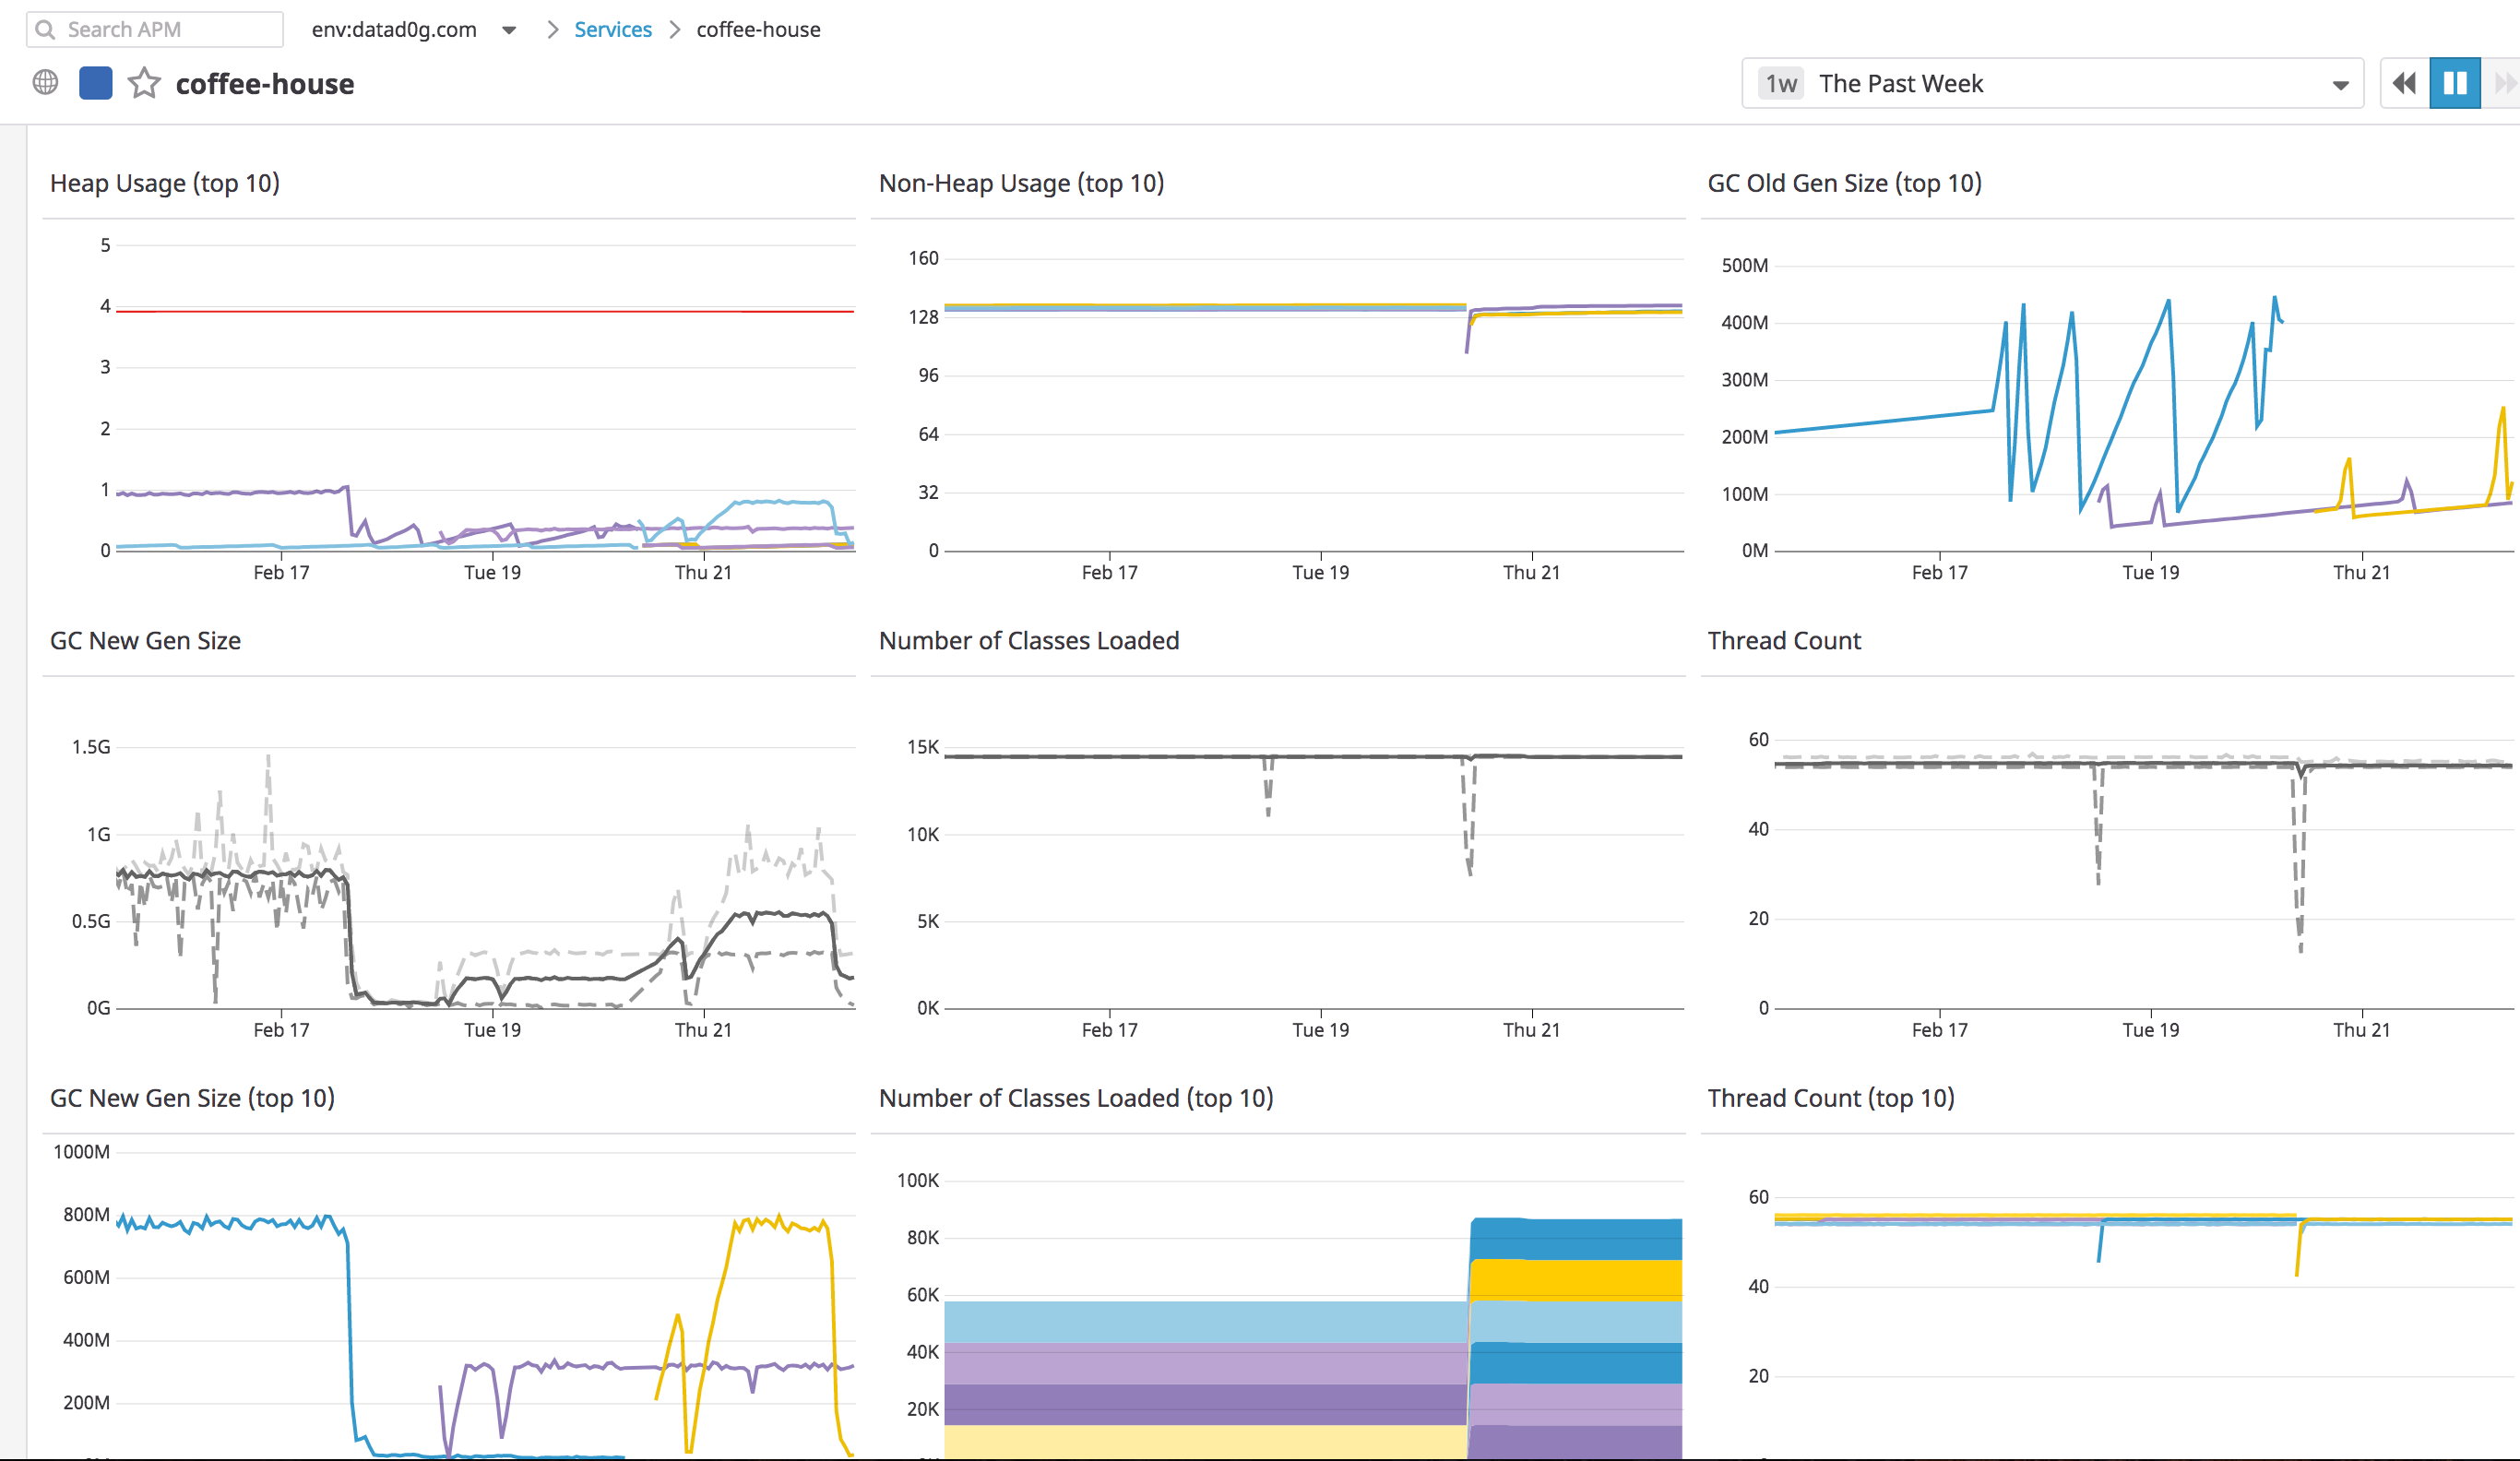 Search APM
env:datad0g.com
Services
coffee-house
coffee-house
1w The Past Week
Heap Usage (top 10)
5
4
3
2
1
0
Feb 17
Tue 19
Thu 21
Non-Heap Usage (top 10)
160
128
96
64
32
0
Feb 17
Tue 19
Thu 21
GC Old Gen Size (top 10)
500M
400M
300M
200M
100M
0M
Feb 17
Tue 19
Thu 21
GC New Gen Size
1.5G
1G
0.5G
0G
Feb 17
Tue 19
Thu 21
Number of Classes Loaded
15K
10K
5K
0K
Feb 17
Tue 19
Thu 21
Thread Count
60
40
20
0
Feb 17
Tue 19
Thu 21
GC New Gen Size (top 10)
1000M
800M
600M
400M
200M
Number of Classes Loaded (top 10)
100K
80K
60K
40K
20K
Thread Count (top 10)
60
40
20